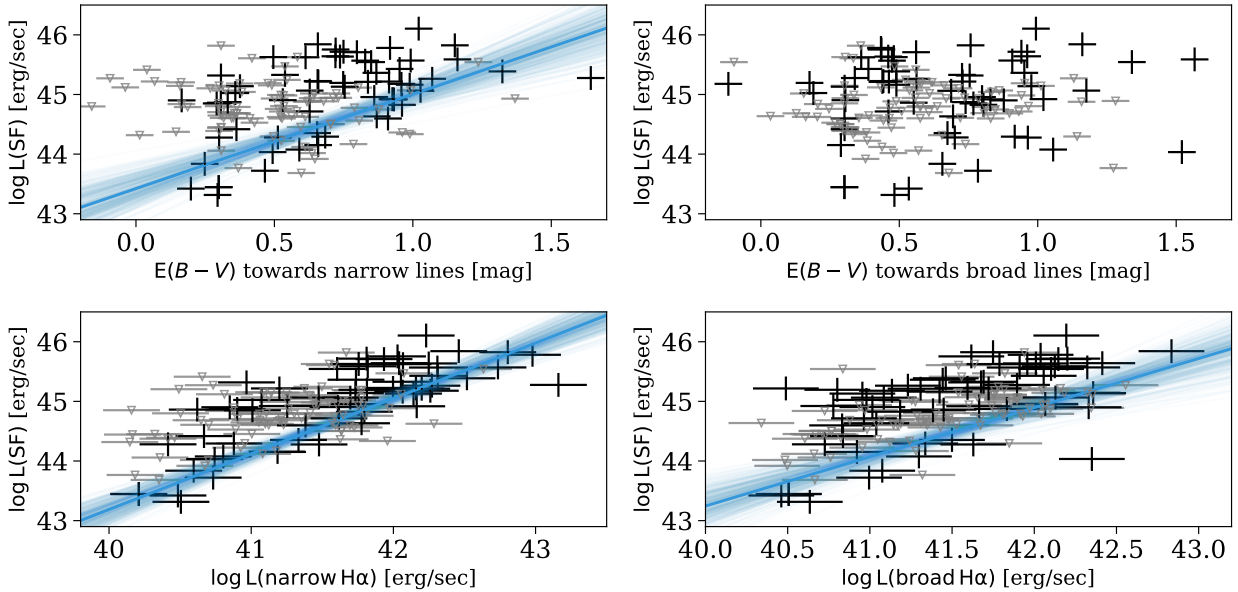 46
45
44
43
log L(SF) [erg/sec]
0.0 0.5 1.0 1.5
E(B − V) towards narrow lines [mag]
46
45
44
43
log L(SF) [erg/sec]
0.0 0.5 1.0 1.5
E(B − V) towards broad lines [mag]
46
45
44
43
log L(SF) [erg/sec]
40 41 42 43
log L(narrow Hα) [erg/sec]
46
45
44
43
log L(SF) [erg/sec]
40.0 40.5 41.0 41.5 42.0 42.5 43.0
log L(broad Hα) [erg/sec]